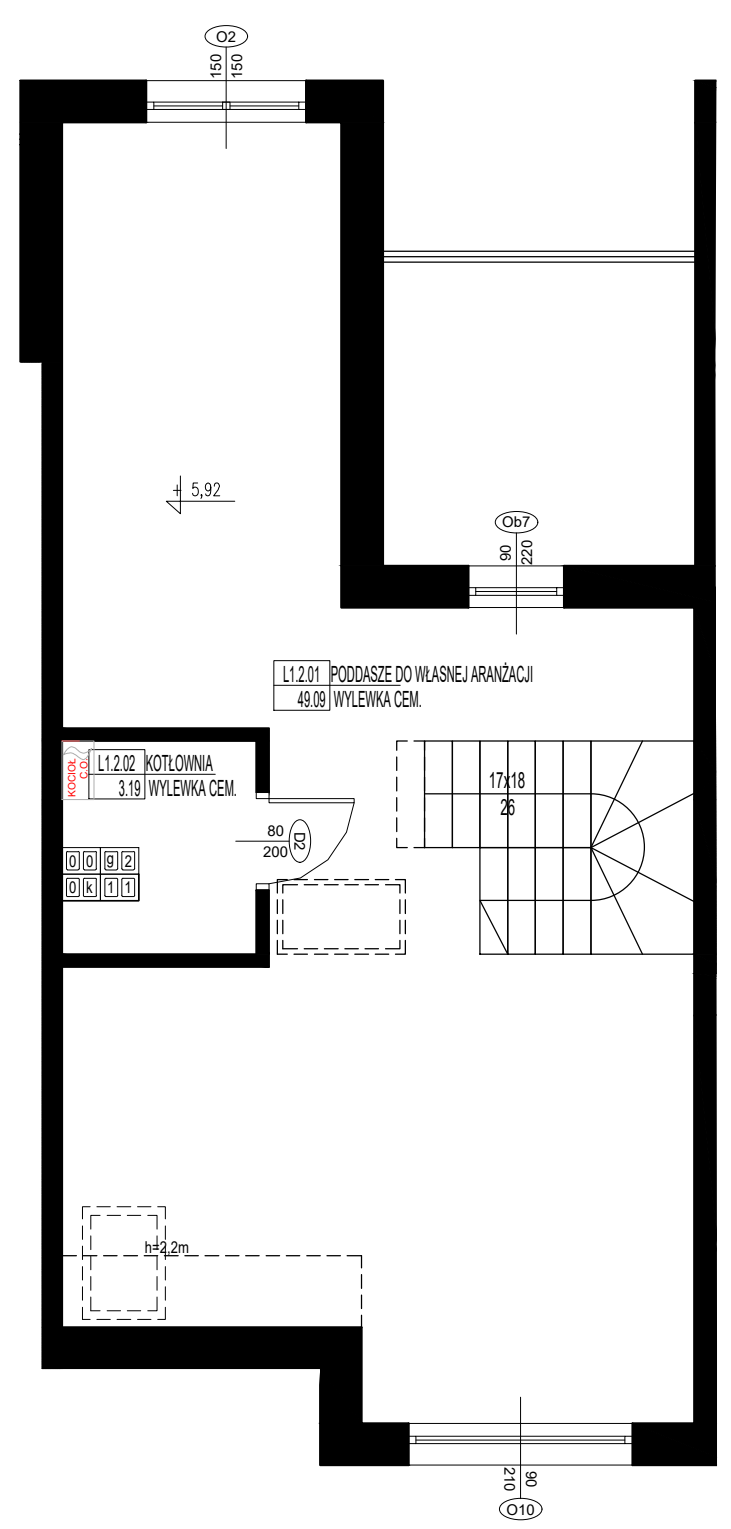 O2
150
150
+ 5,92
Ob7
90
220
L1.2.01 PODDASZE DO WŁASNEJ ARANŻACJI
49.09 WYLEWKA CEM.
KOCIOŁ
C.O.
L1.2.02 KOTŁOWNIA
3.19 WYLEWKA CEM.
17x18
26
80
200
D2
0 0 g 2
0 k 1 1
h=2,2m
90
210
O10